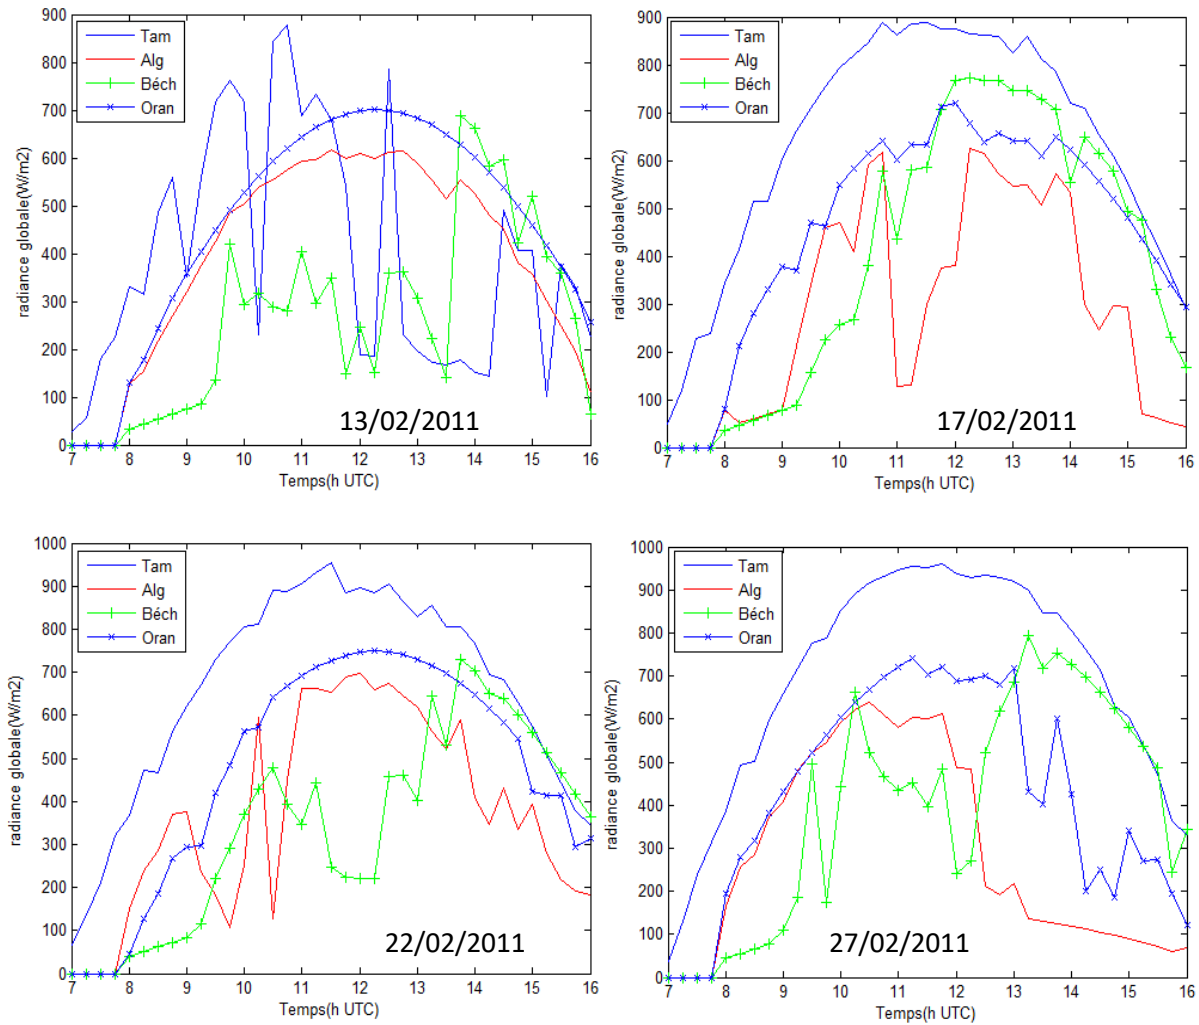 900
800
700
600
500
400
300
200
100
0
radiance globale(W/m2)
Tam
Alg
Béch
Oran
13/02/2011
7 8 9 10 11 12 13 14 15 16
Temps(h UTC)
900
800
700
600
500
400
300
200
100
0
radiance globale(W/m2)
Tam
Alg
Béch
Oran
17/02/2011
7 8 9 10 11 12 13 14 15 16
Temps(h UTC)
1000
900
800
700
600
500
400
300
200
100
0
radiance globale(W/m2)
Tam
Alg
Béch
Oran
22/02/2011
7 8 9 10 11 12 13 14 15 16
Temps(h UTC)
1000
900
800
700
600
500
400
300
200
100
0
radiance globale(W/m2)
Tam
Alg
Béch
Oran
27/02/2011
7 8 9 10 11 12 13 14 15 16
Temps(h UTC)